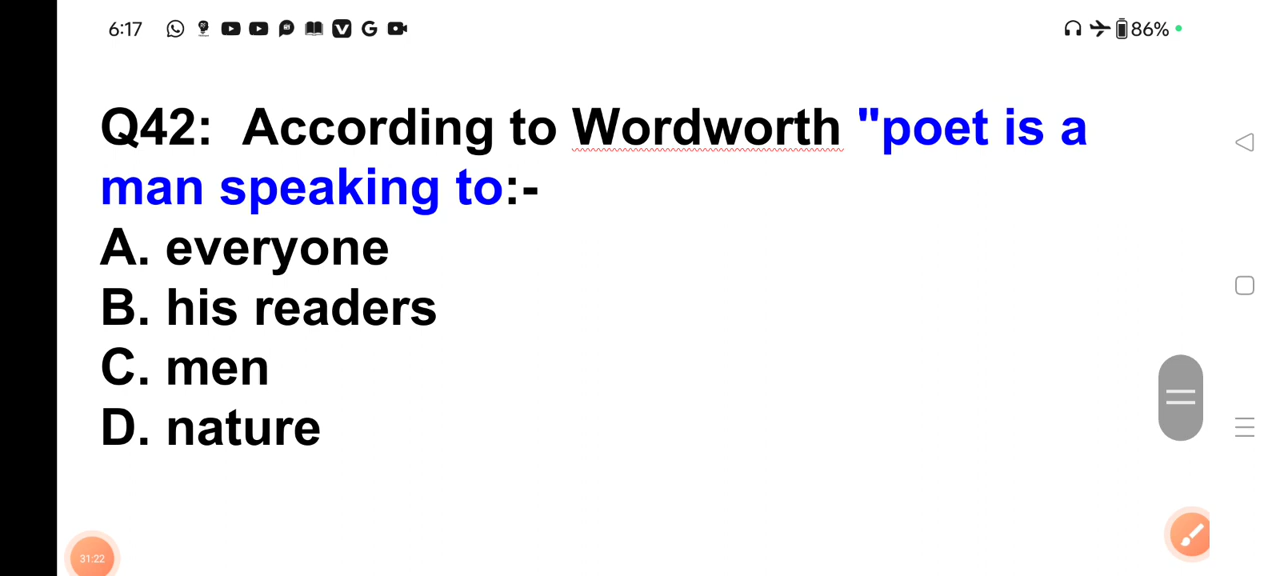 6:17 86%
Q42: According to Wordworth "poet is a
man speaking to:-
A. everyone
B. his readers
C. men
D. nature
31:22